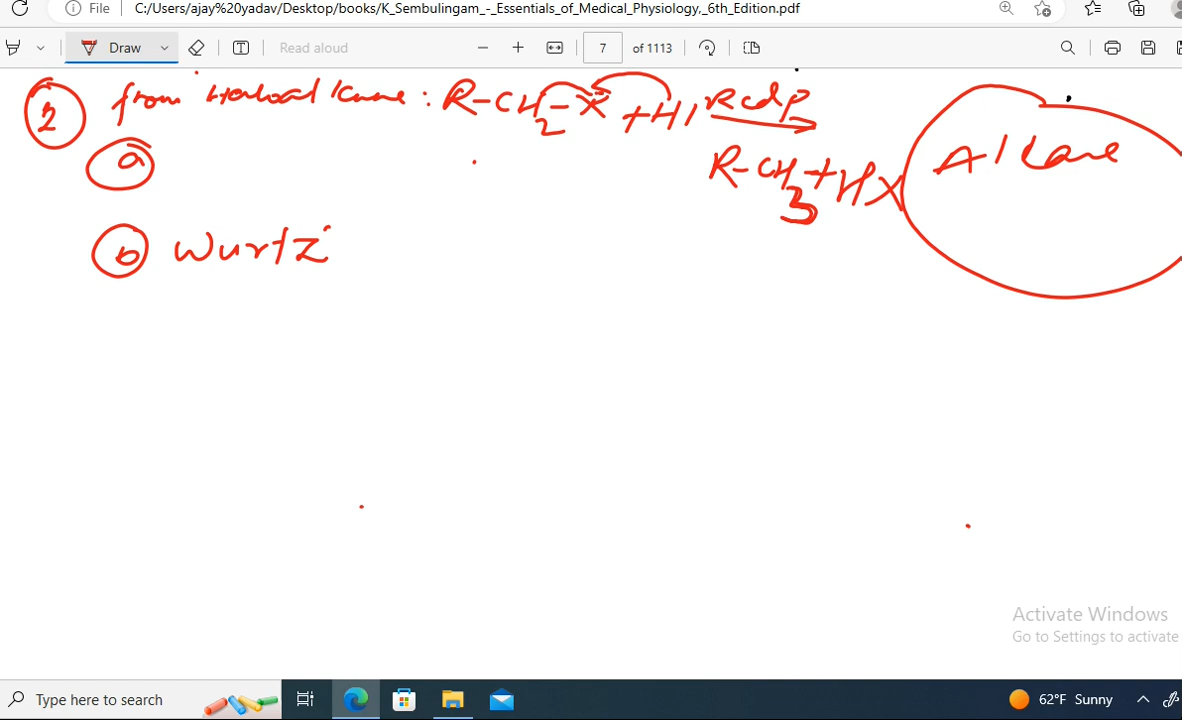 File C:/Users/ajay%20yadav/Desktop/books/K_Sembulingam_-_Essentials_of_Medical_Physiology,_6th_Edition.pdf
Draw Read aloud 7 of 1113
2 from : R-CH2-X + HI Red P
R-CH3 + HX Alkane
a
b Wurtz
Activate Windows
Go to Settings to activate
Type here to search 62°F Sunny